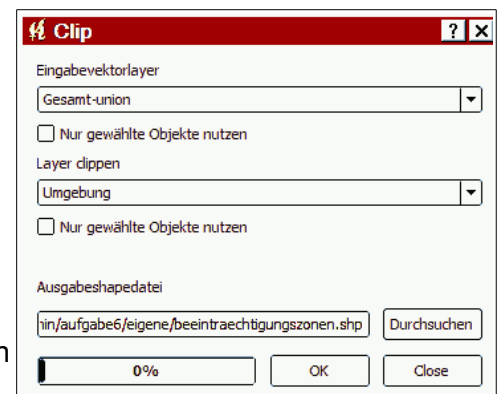 Clip
Eingabevektorlayer
Gesamt-union
Nur gewählte Objekte nutzen
Layer clippen
Umgebung
Nur gewählte Objekte nutzen
Ausgabeshapedatei
nin/aufgabe6/eigene/beeintraechtigungszonen.shp Durchsuchen
n
0% OK Close